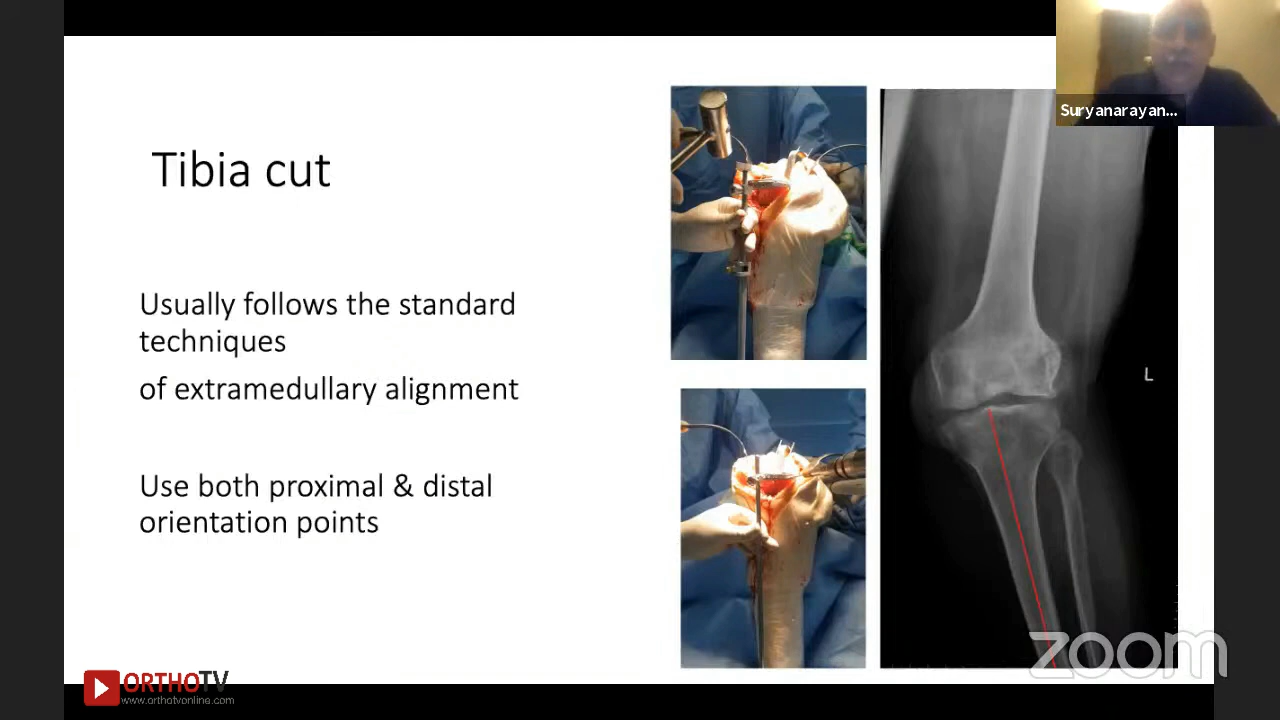 Suryanarayan...
Tibia cut
Usually follows the standard
techniques
of extramedullary alignment
Use both proximal & distal
orientation points
L
zoom
ORTHOTV
www.orthotvonline.com